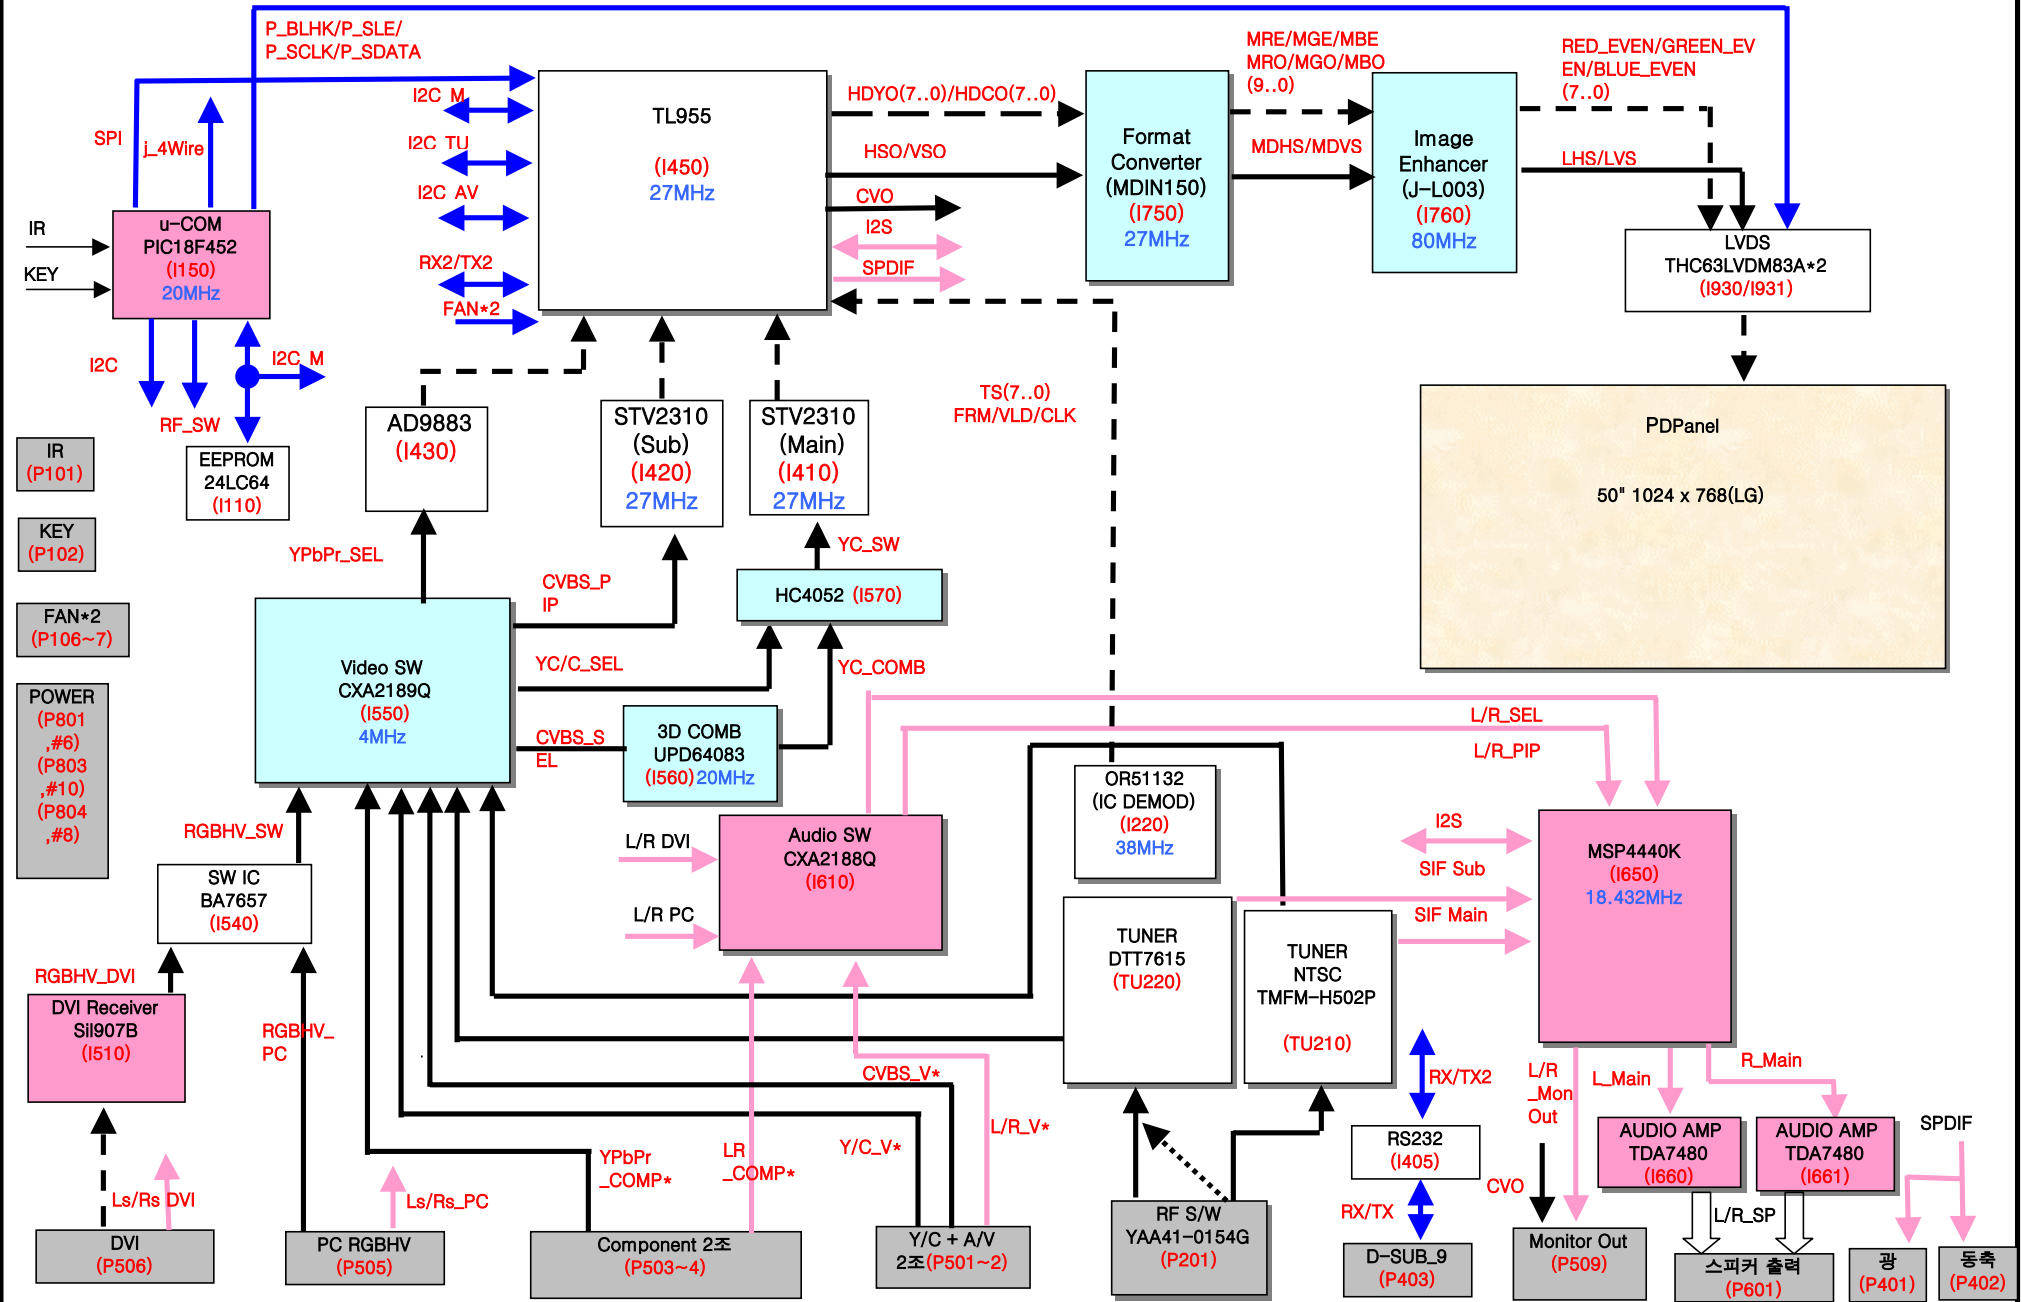 P_BLHK/P_SLE/
P_SCLK/P_SDATA
SPI
j_4Wire
I2C_M
I2C_TU
I2C_AV
RX2/TX2
FAN*2
TL955
(I450)
27MHz
HDYO(7..0)/HDCO(7..0)
HSO/VSO
CVO
I2S
SPDIF
Format
Converter
(MDIN150)
(I750)
27MHz
MRE/MGE/MBE
MRO/MGO/MBO
(9..0)
MDHS/MDVS
Image
Enhancer
(J-L003)
(I760)
80MHz
RED_EVEN/GREEN_EV
EN/BLUE_EVEN
(7..0)
LHS/LVS
LVDS
THC63LVDM83A*2
(I930/I931)
IR
KEY
u-COM
PIC18F452
(I150)
20MHz
I2C
RF_SW
I2C_M
EEPROM
24LC64
(I110)
IR
(P101)
KEY
(P102)
FAN*2
(P106~7)
POWER
(P801
,#6)
(P803
,#10)
(P804
,#8)
AD9883
(I430)
STV2310
(Sub)
(I420)
27MHz
STV2310
(Main)
(I410)
27MHz
TS(7..0)
FRM/VLD/CLK
PDPanel
50" 1024 x 768(LG)
YPbPr_SEL
CVBS_P
IP
YC_SW
HC4052 (I570)
Video SW
CXA2189Q
(I550)
4MHz
YC/C_SEL
YC_COMB
CVBS_S
EL
3D COMB
UPD64083
(I560) 20MHz
L/R_SEL
L/R_PIP
OR51132
(IC DEMOD)
(I220)
38MHz
RGBHV_SW
SW IC
BA7657
(I540)
L/R DVI
L/R PC
Audio SW
CXA2188Q
(I610)
I2S
SIF Sub
SIF Main
MSP4440K
(I650)
18.432MHz
TUNER
DTT7615
(TU220)
TUNER
NTSC
TMFM-H502P
(TU210)
RGBHV_DVI
DVI Receiver
SiI907B
(I510)
RGBHV_
PC
CVBS_V*
Y/C_V*
L/R_V*
YPbPr
_COMP*
LR
_COMP*
Ls/Rs DVI
Ls/Rs_PC
RX/TX2
RS232
(I405)
RX/TX
L/R
_Mon
Out
L_Main
R_Main
AUDIO AMP
TDA7480
(I660)
AUDIO AMP
TDA7480
(I661)
SPDIF
CVO
L/R_SP
DVI
(P506)
PC RGBHV
(P505)
Component 2조
(P503~4)
Y/C + A/V
2조(P501~2)
RF S/W
YAA41-0154G
(P201)
D-SUB_9
(P403)
Monitor Out
(P509)
스피커 출력
(P601)
광
(P401)
동축
(P402)